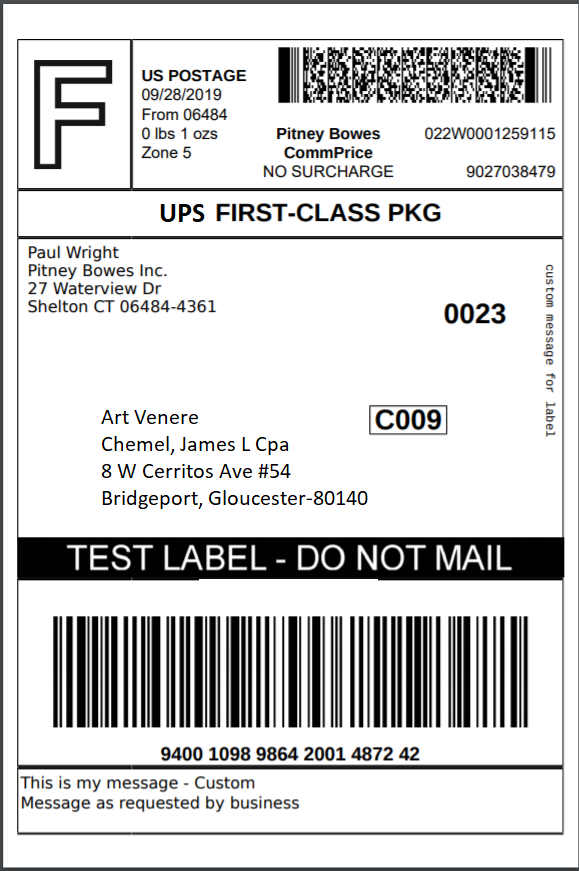 F
US POSTAGE
09/28/2019
From 06484
0 lbs 1 ozs
Zone 5
Pitney Bowes
CommPrice
NO SURCHARGE
022W0001259115
9027038479
UPS FIRST-CLASS PKG
Paul Wright
Pitney Bowes Inc.
27 Waterview Dr
Shelton CT 06484-4361
0023
custom message for label
C009
Art Venere
Chemel, James L Cpa
8 W Cerritos Ave #54
Bridgeport, Gloucester-80140
TEST LABEL - DO NOT MAIL
9400 1098 9864 2001 4872 42
This is my message - Custom
Message as requested by business